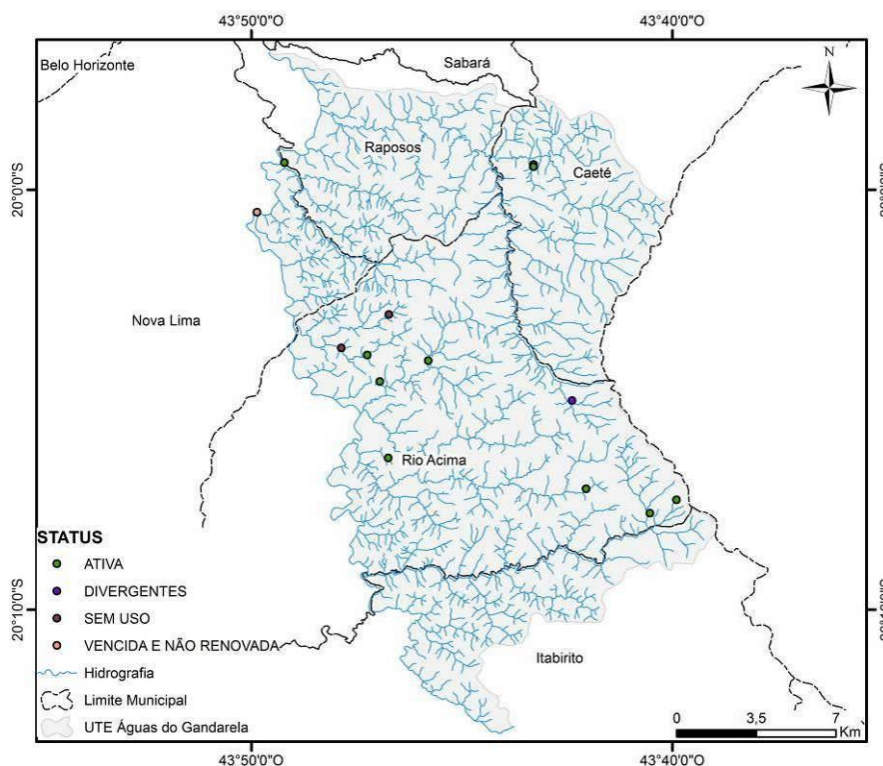 43°50'0"O
43°40'0"O
Belo Horizonte
Sabará
N
Raposos
Caeté
20°0'0"S
Nova Lima
Rio Acima
STATUS
ATIVA
DIVERGENTES
SEM USO
VENCIDA E NÃO RENOVADA
20°10'0"S
Hidrografia
Itabirito
Limite Municipal
UTE Águas do Gandarela
0 3,5 7
Km
43°50'0"O
43°40'0"O